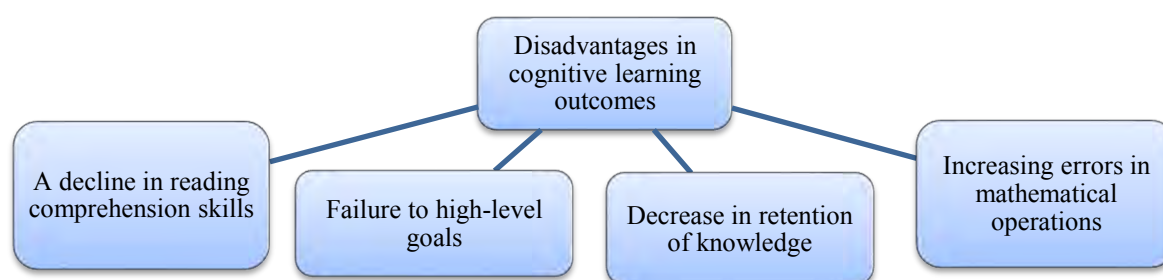 Disadvantages in
cognitive learning
outcomes
A decline in reading
comprehension skills
Failure to high-level
goals
Decrease in retention
of knowledge
Increasing errors in
mathematical
operations